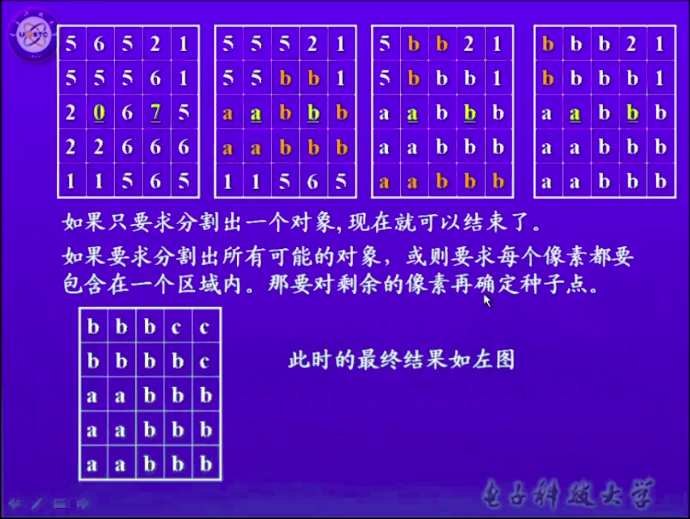 5 6 5 2 1
5 5 5 6 1
2 0 6 7 5
2 2 6 6 6
1 1 5 6 5
5 5 5 2 1
5 5 b b 1
a a b b b
a a b b b
1 1 5 6 5
5 b b 2 1
5 b b b 1
a a b b b
a a b b b
a a b b b
b b b 2 1
b b b b 1
a a b b b
a a b b b
a a b b b
如果只要求分割出一个对象,现在就可以结束了。
如果要求分割出所有可能的对象，或则要求每个像素都要
包含在一个区域内。那要对剩余的像素再确定种子点。
b b b c c
b b b b c
a a b b b
a a b b b
a a b b b
此时的最终结果如左图
电子科技大学